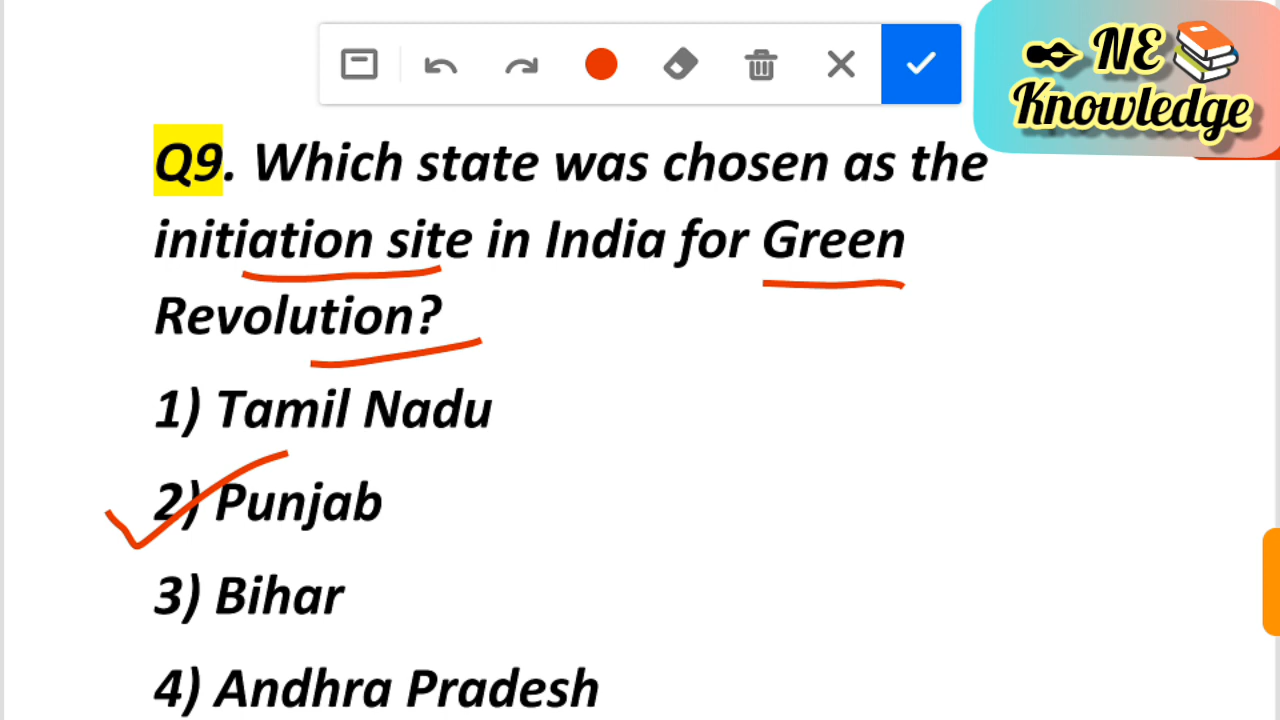 NE
Knowledge
Q9. Which state was chosen as the
initiation site in India for Green
Revolution?
1) Tamil Nadu
2) Punjab
3) Bihar
4) Andhra Pradesh